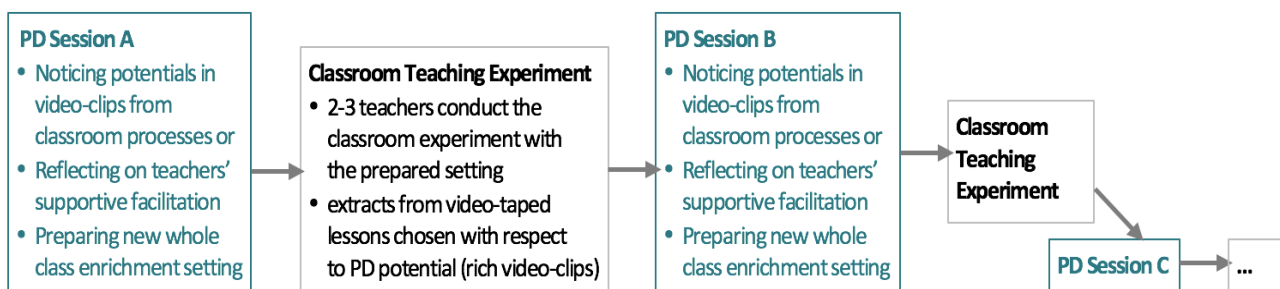 PD Session A
• Noticing potentials in
video-clips from
classroom processes or
• Reflecting on teachers'
supportive facilitation
• Preparing new whole
class enrichment setting
Classroom Teaching Experiment
• 2-3 teachers conduct the
classroom experiment with
the prepared setting
• extracts from video-taped
lessons chosen with respect
to PD potential (rich video-clips)
PD Session B
• Noticing potentials in
video-clips from
classroom processes or
• Reflecting on teachers'
supportive facilitation
• Preparing new whole
class enrichment setting
Classroom
Teaching
Experiment
PD Session C
...